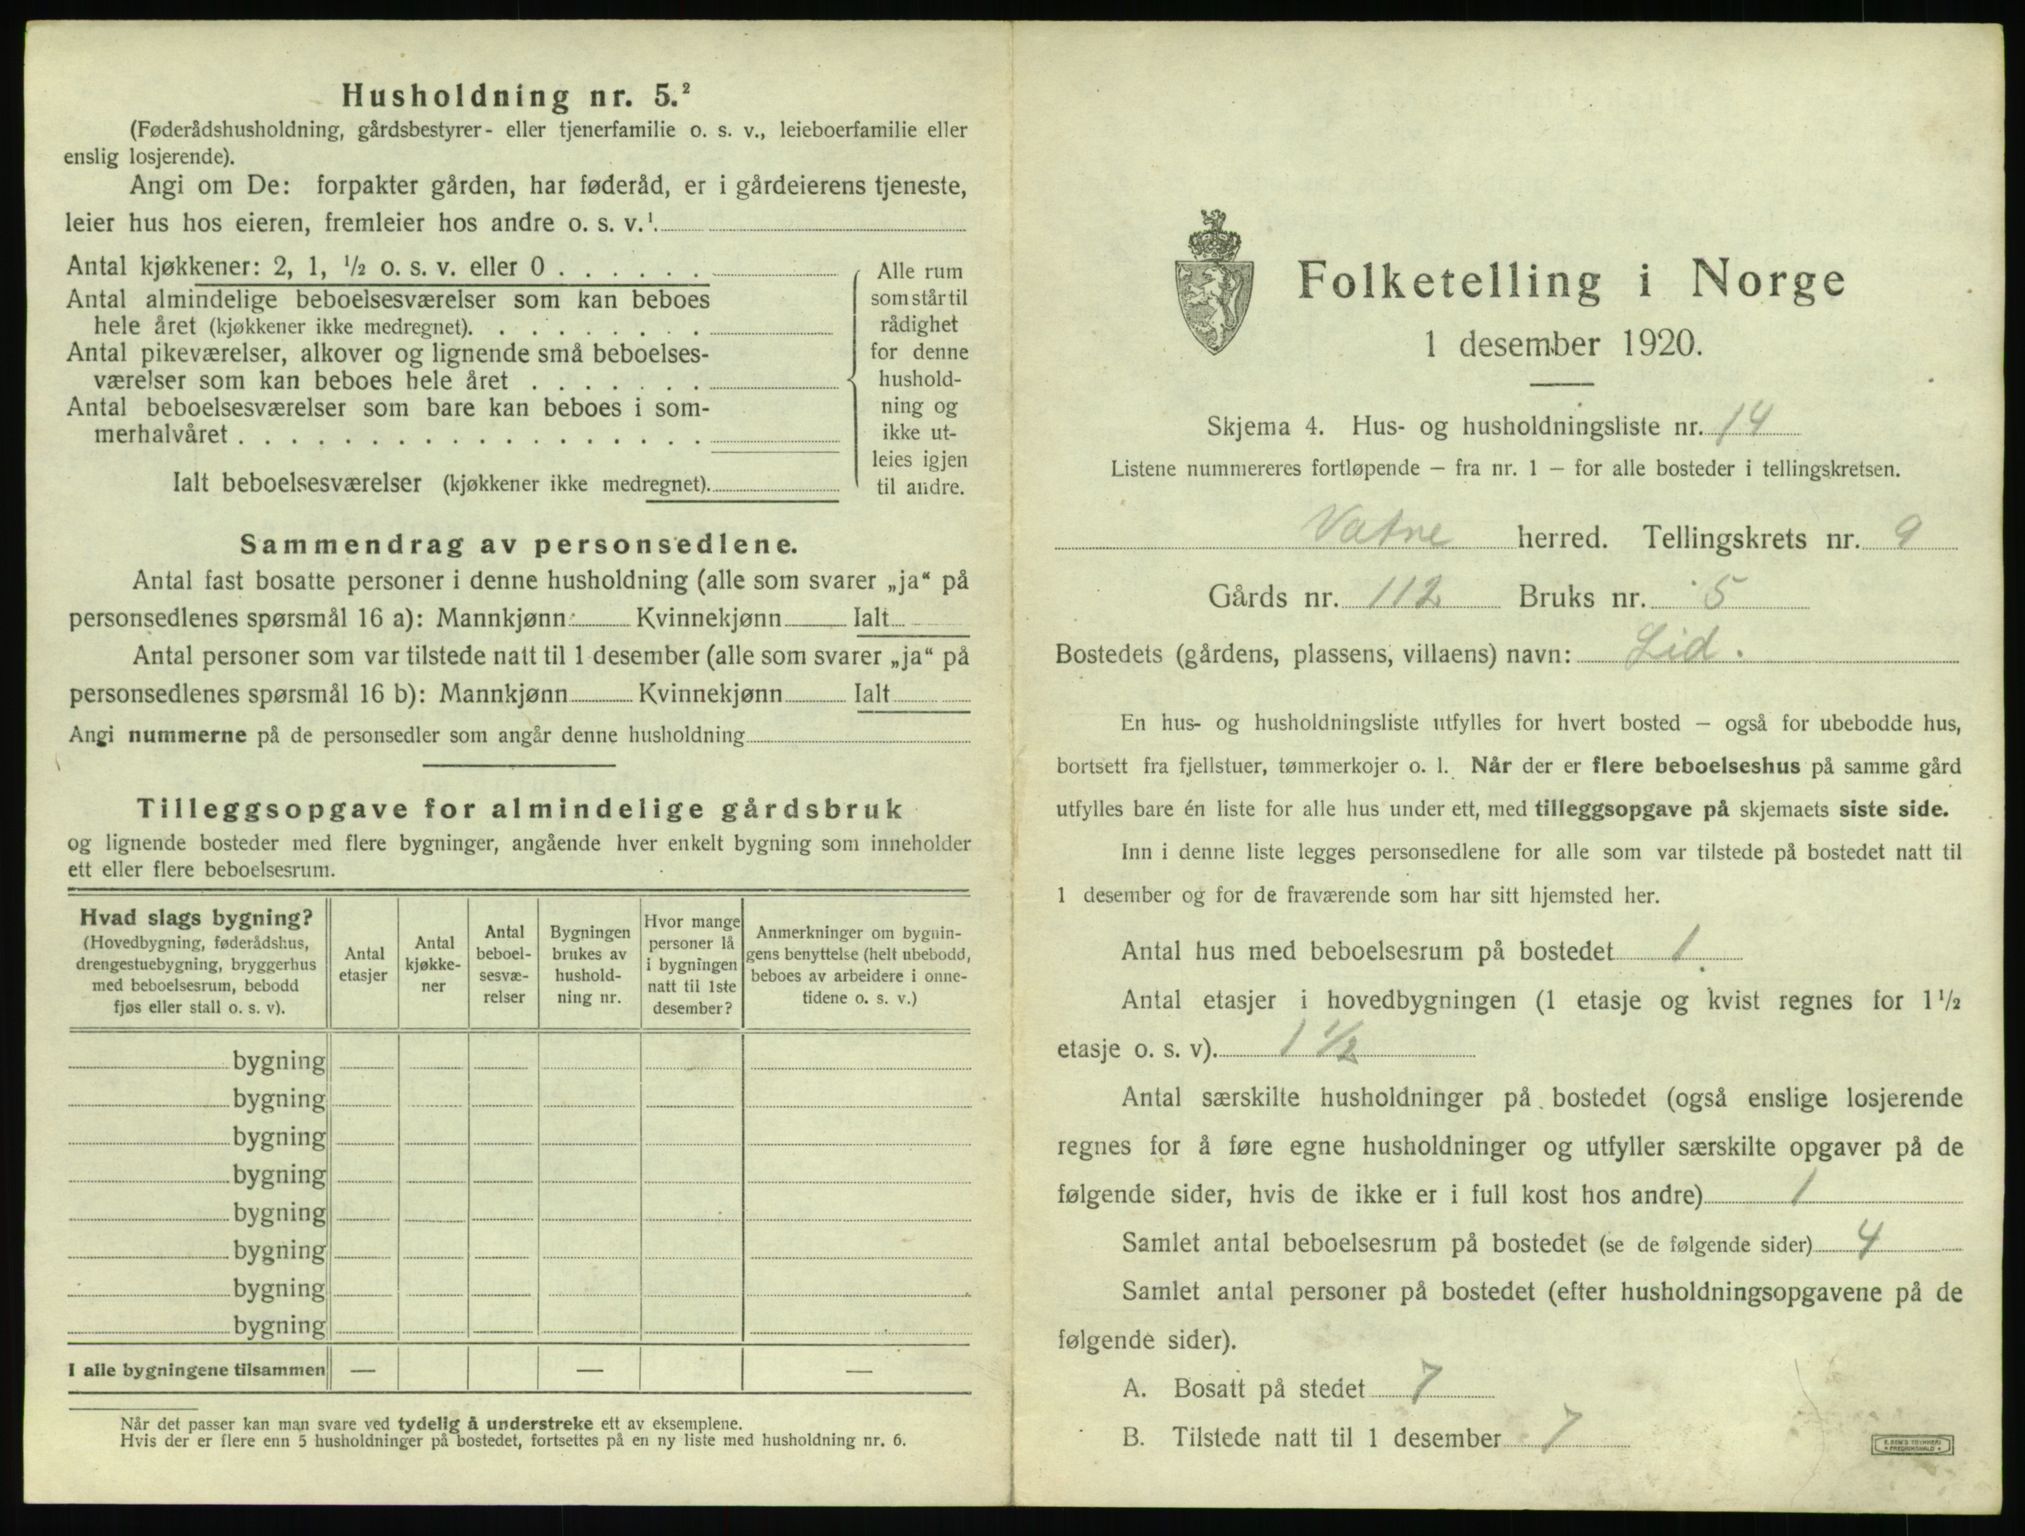 Husholdning nr. 5.²
(Føderådshusholdning, gårdsbestyrer- eller tjenerfamilie o. s. v., leieboerfamilie eller
enslig losjerende).
Angi om De: forpakter gården, har føderåd, er i gårdeierens tjeneste,
leier hus hos eieren, fremleier hos andre o. s. v.¹
Antal kjøkkener: 2, 1, ½ o. s. v. eller 0 . . . . . .
Antal almindelige beboelsesværelser som kan beboes
hele året (kjøkkener ikke medregnet). . . . . . . . .
Antal pikeværelser, alkover og lignende små beboelses-
værelser som kan beboes hele året . . . . . . .
Antal beboelsesværelser som bare kan beboes i som-
merhalvåret . . . . . . . . . . . . . . . . . .
Ialt beboelsesværelser (kjøkkener ikke medregnet).
Alle rum
som står til
rådighet
for denne
hushold-
ning og
ikke ut-
leies igjen
til andre.
Sammendrag av personsedlene.
Antal fast bosatte personer i denne husholdning (alle som svarer „ja“ på
personsedlenes spørsmål 16 a): Mannkjønn Kvinnekjønn Ialt
Antal personer som var tilstede natt til 1 desember (alle som svarer „ja“ på
personsedlenes spørsmål 16 b): Mannkjønn Kvinnekjønn Ialt
Angi nummerne på de personsedler som angår denne husholdning
Tilleggsopgave for almindelige gårdsbruk
og lignende bosteder med flere bygninger, angående hver enkelt bygning som inneholder
ett eller flere beboelsesrum.
Hvad slags bygning?
(Hovedbygning, føderådshus,
drengestuebygning, bryggerhus
med beboelsesrum, bebodd
fjøs eller stall o. s. v).
Antal
etasjer
Antal
kjøkke-
ner
Antal
beboel-
sesvæ-
relser
Bygningen
brukes av
hushold-
ning nr.
Hvor mange
personer lå
i bygningen
natt til 1ste
desember?
Anmerkninger om bygnin-
gens benyttelse (helt ubebodd,
beboes av arbeidere i onne-
tidene o. s. v.)
bygning
bygning
bygning
bygning
bygning
bygning
bygning
bygning
I alle bygningene tilsammen — — —
Når det passer kan man svare ved tydelig å understreke ett av eksemplene.
Hvis der er flere enn 5 husholdninger på bostedet, fortsettes på en ny liste med husholdning nr. 6.
Folketelling i Norge
1 desember 1920.
Skjema 4. Hus- og husholdningsliste nr. 14
Listene nummereres fortløpende – fra nr. 1 – for alle bosteder i tellingskretsen.
Vatne herred. Tellingskrets nr. 9
Gårds nr. 112 Bruks nr. 5
Bostedets (gårdens, plassens, villaens) navn: Lid.
En hus- og husholdningsliste utfylles for hvert bosted – også for ubebodde hus,
bortsett fra fjellstuer, tømmerkojer o. l. Når der er flere beboelseshus på samme gård
utfylles bare én liste for alle hus under ett, med tilleggsopgave på skjemaets siste side.
Inn i denne liste legges personsedlene for alle som var tilstede på bostedet natt til
1 desember og for de fraværende som har sitt hjemsted her.
Antal hus med beboelsesrum på bostedet 1.
Antal etasjer i hovedbygningen (1 etasje og kvist regnes for 1 ½
etasje o. s. v). 1 ½
Antal særskilte husholdninger på bostedet (også enslige losjerende
regnes for å føre egne husholdninger og utfyller særskilte opgaver på de
følgende sider, hvis de ikke er i full kost hos andre) 1
Samlet antal beboelsesrum på bostedet (se de følgende sider) 4
Samlet antal personer på bostedet (efter husholdningsopgavene på de
følgende sider).
A. Bosatt på stedet 7
B. Tilstede natt til 1 desember 7